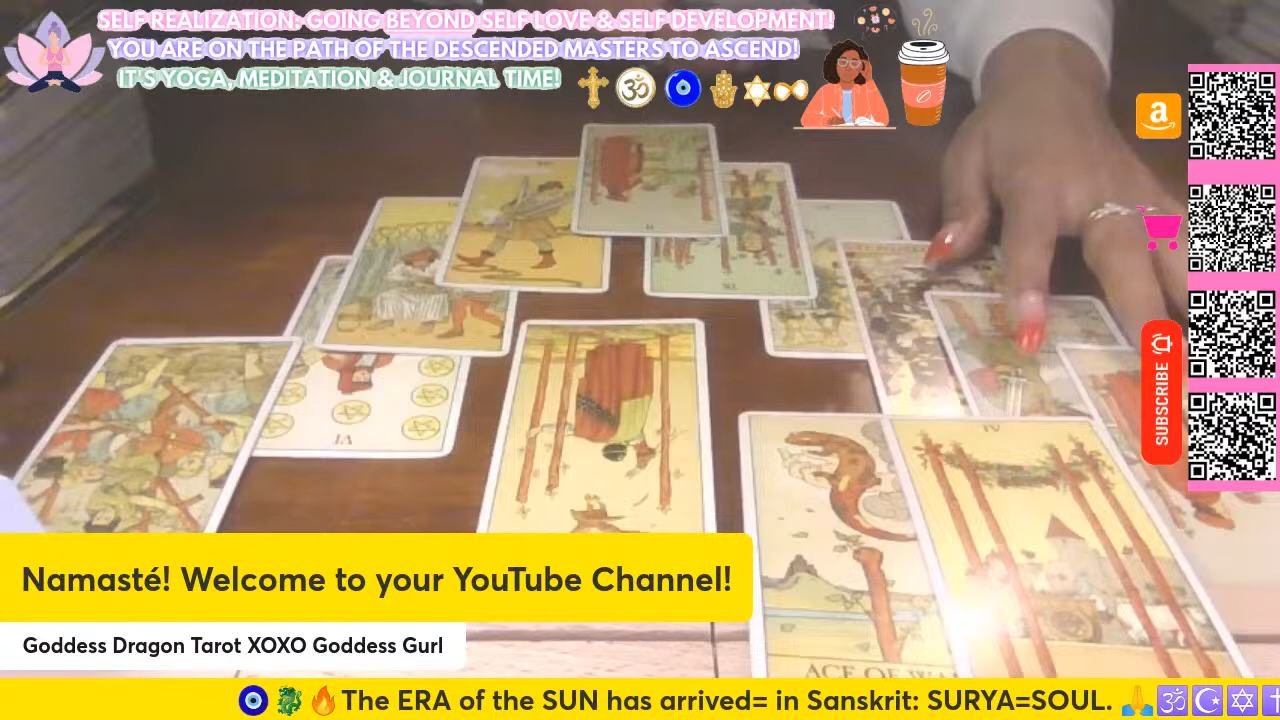 SELF REALIZATION: GOING BEYOND SELF LOVE & SELF DEVELOPMENT!
YOU ARE ON THE PATH OF THE DESCENDED MASTERS TO ASCEND!
IT'S YOGA, MEDITATION & JOURNAL TIME!
SUBSCRIBE
VI
IV
ACE OF
Namasté! Welcome to your YouTube Channel!
Goddess Dragon Tarot XOXO Goddess Gurl
The ERA of the SUN has arrived= in Sanskrit: SURYA=SOUL.